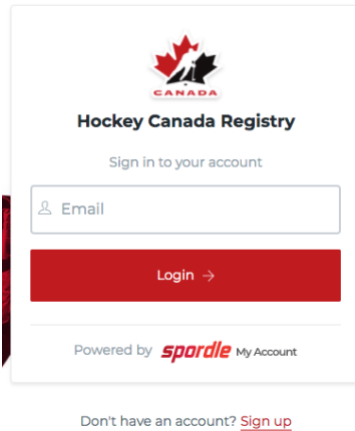 CANADA
Hockey Canada Registry
Sign in to your account
Email
Login →
Powered by spordle My Account
Don't have an account? Sign up